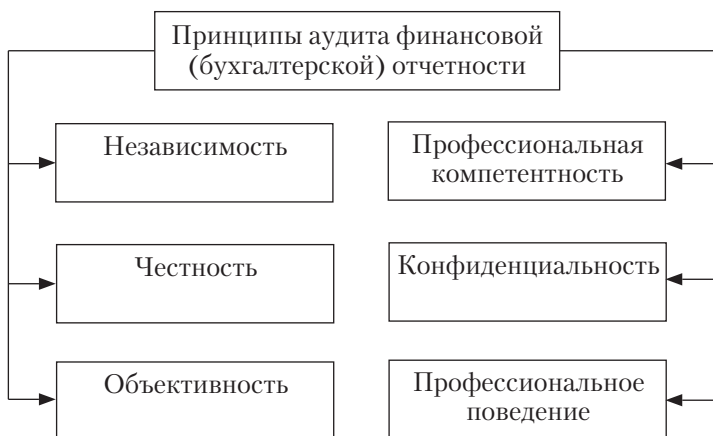 Принципы аудита финансовой
(бухгалтерской) отчетности
Независимость
Профессиональная
компетентность
Честность
Конфиденциальность
Объективность
Профессиональное
поведение